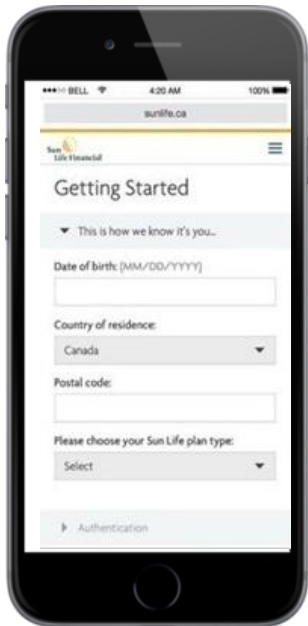 BELL 4:20 AM 100%
sunlife.ca
Sun
Life Financial
Getting Started
This is how we know it's you...
Date of birth: [MM/DD/YYYY]
Country of residence:
Canada
Postal code:
Please choose your Sun Life plan type:
Select
Authentication